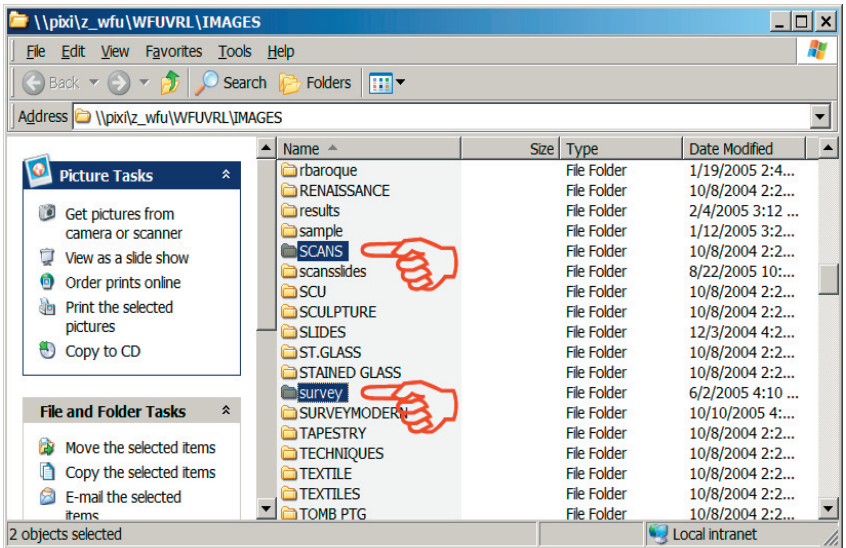 \\pixi\z_wfu\WFUVRL\IMAGES
File Edit View Favorites Tools Help
Back Search Folders
Address \\pixi\z_wfu\WFUVRL\IMAGES
Picture Tasks
Get pictures from
camera or scanner
View as a slide show
Order prints online
Print the selected
pictures
Copy to CD
File and Folder Tasks
Move the selected items
Copy the selected items
E-mail the selected
items
Name Size Type Date Modified
rbaroque File Folder 1/19/2005 2:4...
RENAISSANCE File Folder 10/8/2004 2:2...
results File Folder 2/4/2005 3:12 ...
sample File Folder 1/12/2005 3:2...
SCANS File Folder 10/8/2004 2:2...
scansslides File Folder 8/22/2005 10:...
SCU File Folder 10/8/2004 2:2...
SCULPTURE File Folder 10/8/2004 2:2...
SLIDES File Folder 12/3/2004 4:2...
ST.GLASS File Folder 10/8/2004 2:2...
STAINED GLASS File Folder 10/8/2004 2:2...
survey File Folder 6/2/2005 4:10 ...
SURVEYMODERN File Folder 10/10/2005 4:...
TAPESTRY File Folder 10/8/2004 2:2...
TECHNIQUES File Folder 10/8/2004 2:2...
TEXTILE File Folder 10/8/2004 2:2...
TEXTILES File Folder 10/8/2004 2:2...
TOMB PTG File Folder 10/8/2004 2:2...
2 objects selected Local intranet